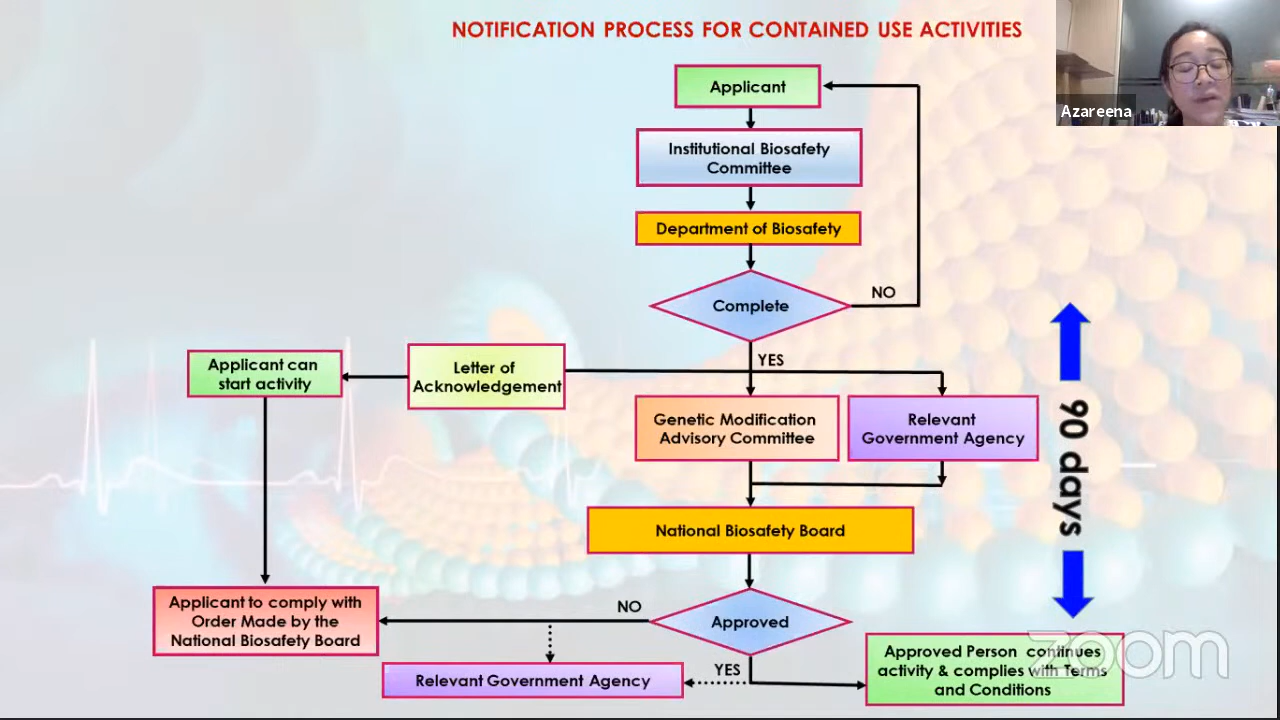 NOTIFICATION PROCESS FOR CONTAINED USE ACTIVITIES
Azareena
Applicant
Institutional Biosafety
Committee
Department of Biosafety
Complete
NO
YES
Applicant can
start activity
Letter of
Acknowledgement
Genetic Modification
Advisory Committee
Relevant
Government Agency
90 days
National Biosafety Board
Approved
NO
Applicant to comply with
Order Made by the
National Biosafety Board
YES
Relevant Government Agency
Approved Person continues
activity & complies with Terms
and Conditions
zoom